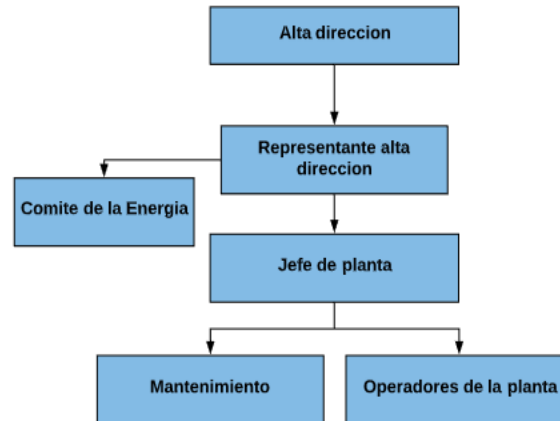 Alta direccion
Representante alta
direccion
Comite de la Energia
Jefe de planta
Mantenimiento
Operadores de la planta